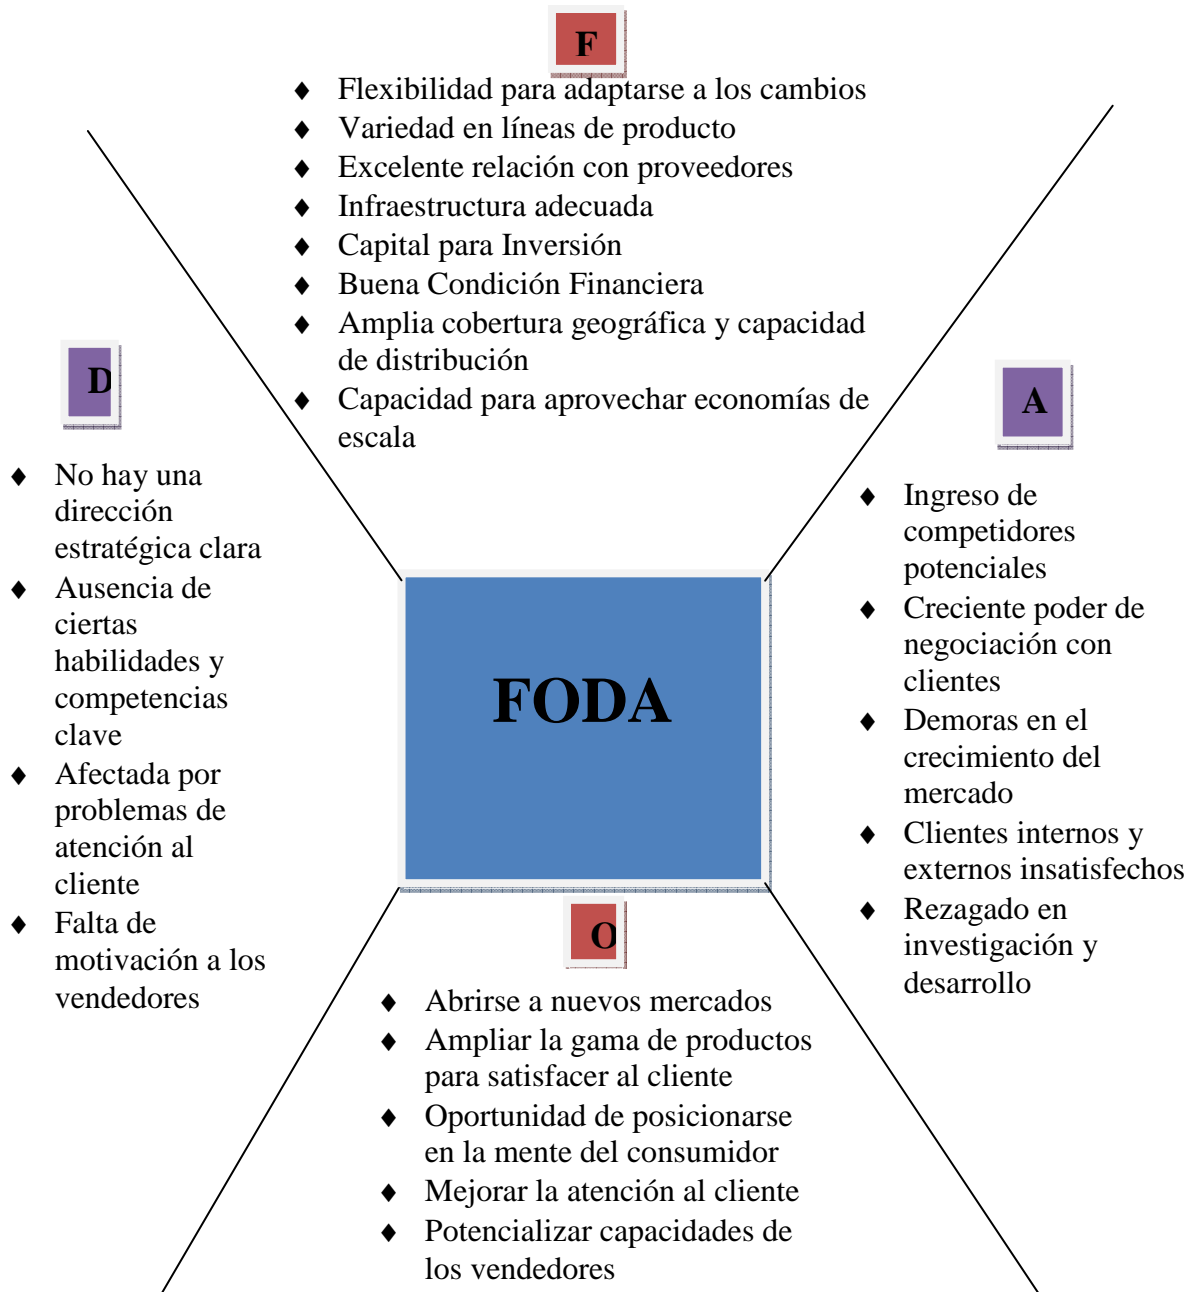 F
♦ Flexibilidad para adaptarse a los cambios
♦ Variedad en líneas de producto
♦ Excelente relación con proveedores
♦ Infraestructura adecuada
♦ Capital para Inversión
♦ Buena Condición Financiera
♦ Amplia cobertura geográfica y capacidad
de distribución
♦ Capacidad para aprovechar economías de
escala
D
♦ No hay una
dirección
estratégica clara
♦ Ausencia de
ciertas
habilidades y
competencias
clave
♦ Afectada por
problemas de
atención al
cliente
♦ Falta de
motivación a los
vendedores
FODA
A
♦ Ingreso de
competidores
potenciales
♦ Creciente poder de
negociación con
clientes
♦ Demoras en el
crecimiento del
mercado
♦ Clientes internos y
externos insatisfechos
♦ Rezagado en
investigación y
desarrollo
O
♦ Abrirse a nuevos mercados
♦ Ampliar la gama de productos
para satisfacer al cliente
♦ Oportunidad de posicionarse
en la mente del consumidor
♦ Mejorar la atención al cliente
♦ Potencializar capacidades de
los vendedores